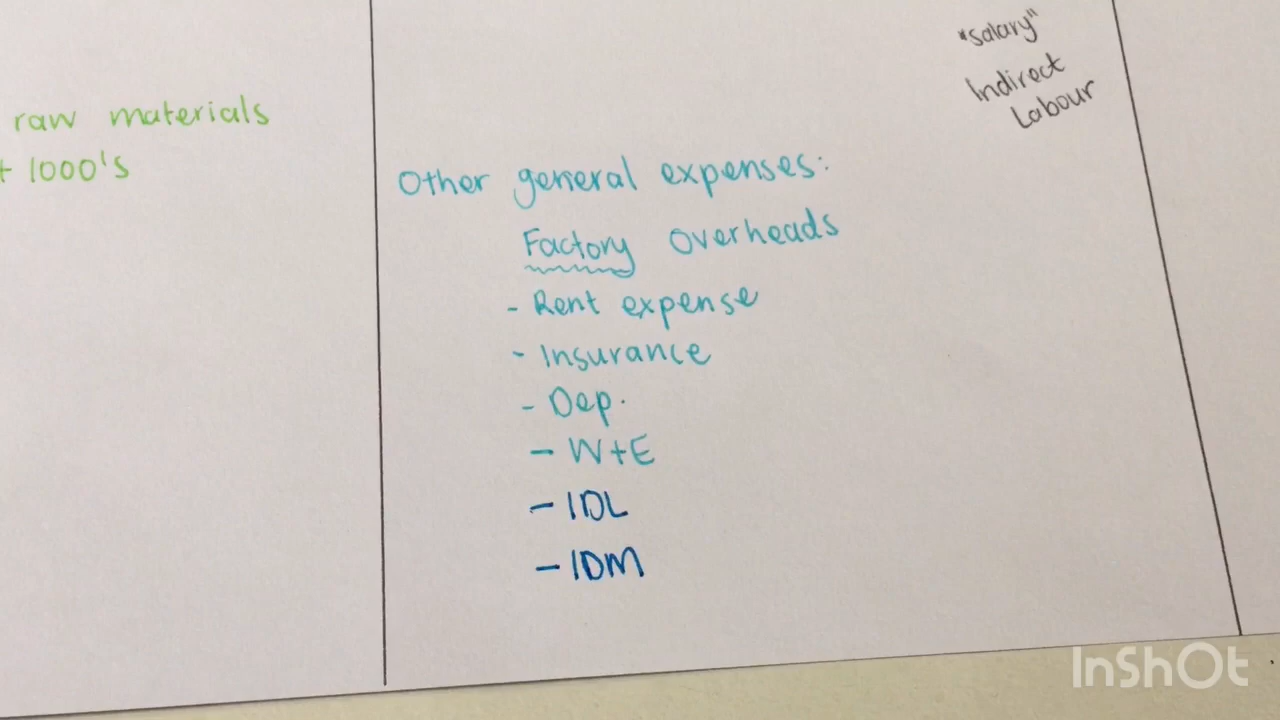 raw materials
+ 1000's
"Salary"
Indirect
Labour
Other general expenses:
Factory Overheads
- Rent expense
- Insurance
- Dep.
- W+E
- IDL
- IDM
InShOt